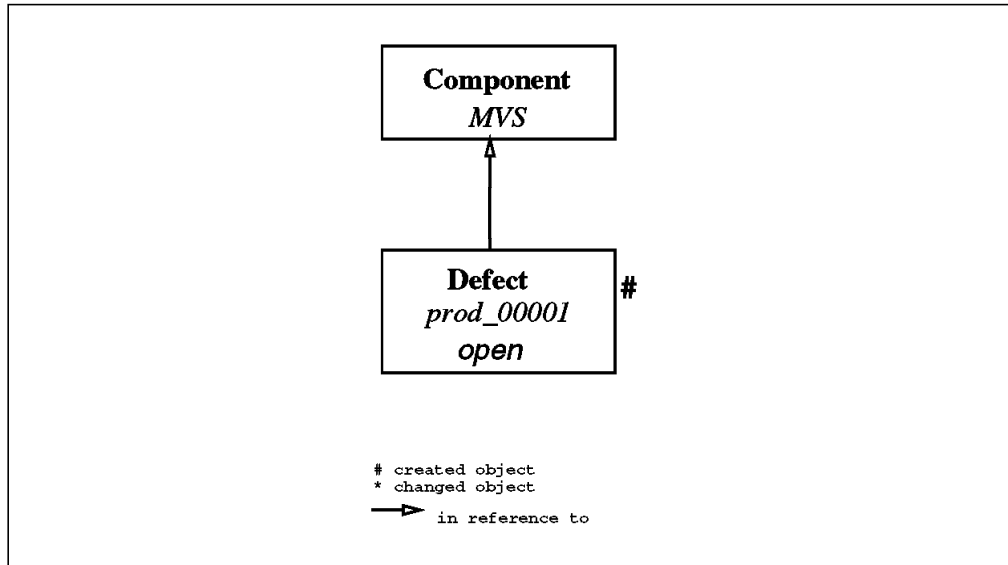 Component
MVS
Defect
#
prod_00001
open
# created object
* changed object
in reference to